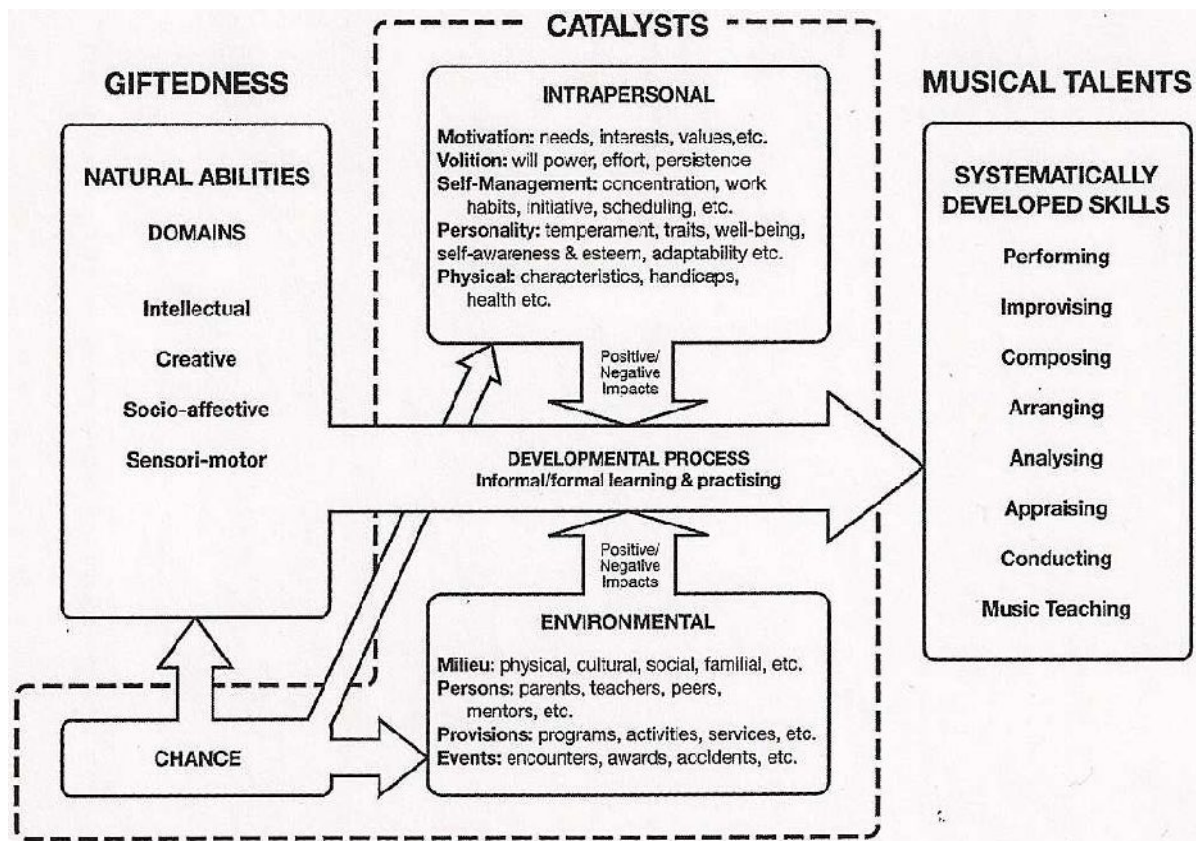 CATALYSTS
GIFTEDNESS
NATURAL ABILITIES
DOMAINS
Intellectual
Creative
Socio-affective
Sensori-motor
INTRAPERSONAL
Motivation: needs, interests, values,etc.
Volition: will power, effort, persistence
Self-Management: concentration, work
habits, initiative, scheduling, etc.
Personality: temperament, traits, well-being,
self-awareness & esteem, adaptability etc.
Physical: characteristics, handicaps,
health etc.
Positive/
Negative
Impacts
DEVELOPMENTAL PROCESS
Informal/formal learning & practising
Positive/
Negative
Impacts
ENVIRONMENTAL
Milieu: physical, cultural, social, familial, etc.
Persons: parents, teachers, peers,
mentors, etc.
Provisions: programs, activities, services, etc.
Events: encounters, awards, accidents, etc.
CHANCE
MUSICAL TALENTS
SYSTEMATICALLY
DEVELOPED SKILLS
Performing
Improvising
Composing
Arranging
Analysing
Appraising
Conducting
Music Teaching